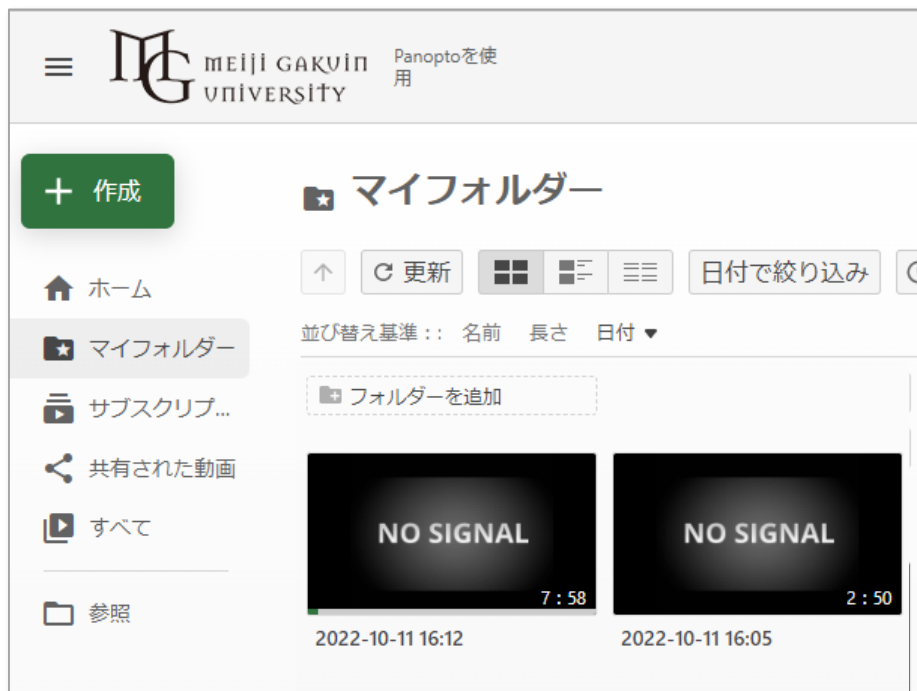 MG MEIJI GAKUIN UNIVERSITY
Panoptoを使用
作成
ホーム
マイフォルダー
サブスクリプ...
共有された動画
すべて
参照
マイフォルダー
更新
日付で絞り込み
並び替え基準:: 名前 長さ 日付
フォルダーを追加
NO SIGNAL
7:58
2022-10-11 16:12
NO SIGNAL
2:50
2022-10-11 16:05